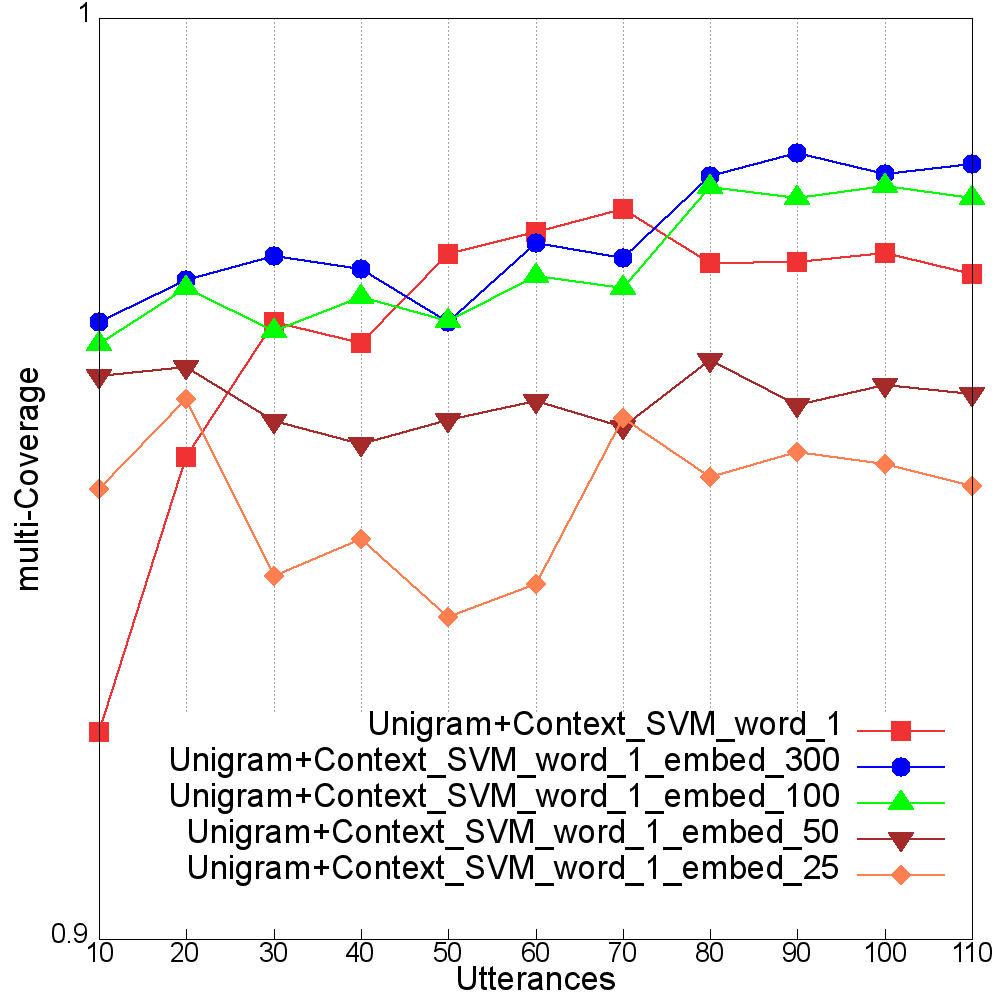 1
multi-Coverage
Unigram+Context_SVM_word_1
Unigram+Context_SVM_word_1_embed_300
Unigram+Context_SVM_word_1_embed_100
Unigram+Context_SVM_word_1_embed_50
Unigram+Context_SVM_word_1_embed_25
0.9
10 20 30 40 50 60 70 80 90 100 110
Utterances